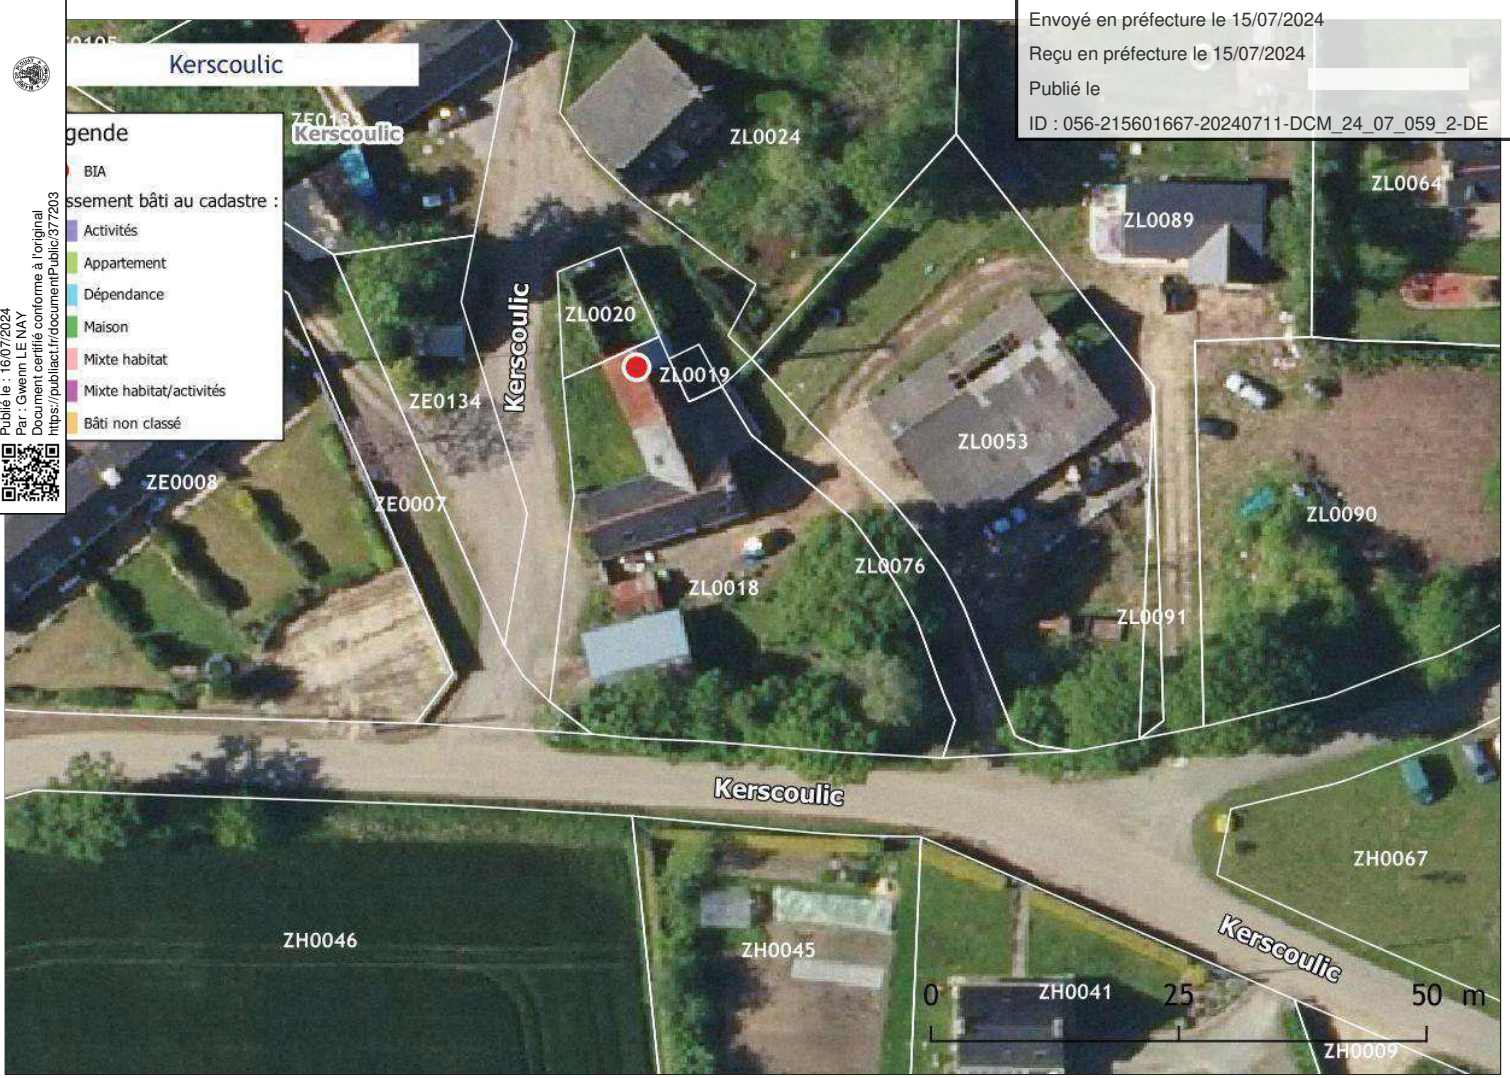 Envoyé en préfecture le 15/07/2024
Reçu en préfecture le 15/07/2024
Publié le
ID : 056-215601667-20240711-DCM_24_07_059_2-DE
Kerscoulic
gende
BIA
ssement bâti au cadastre :
Activités
Appartement
Dépendance
Maison
Mixte habitat
Mixte habitat/activités
Bâti non classé
Publié le : 16/07/2024
Par : Gwenn LE NAY
Document certifié conforme à l'original
https://publiact.fr/documentPublic/377203
Kerscoulic
ZL0024
ZL0064
ZL0089
Kerscoulic
ZL0020
ZL0019
ZE0134
ZL0053
ZE0008
ZE0007
ZL0090
ZL0076
ZL0018
ZL0091
Kerscoulic
ZH0067
ZH0046
ZH0045
Kerscoulic
ZH0041
0 25 50 m
ZH0009